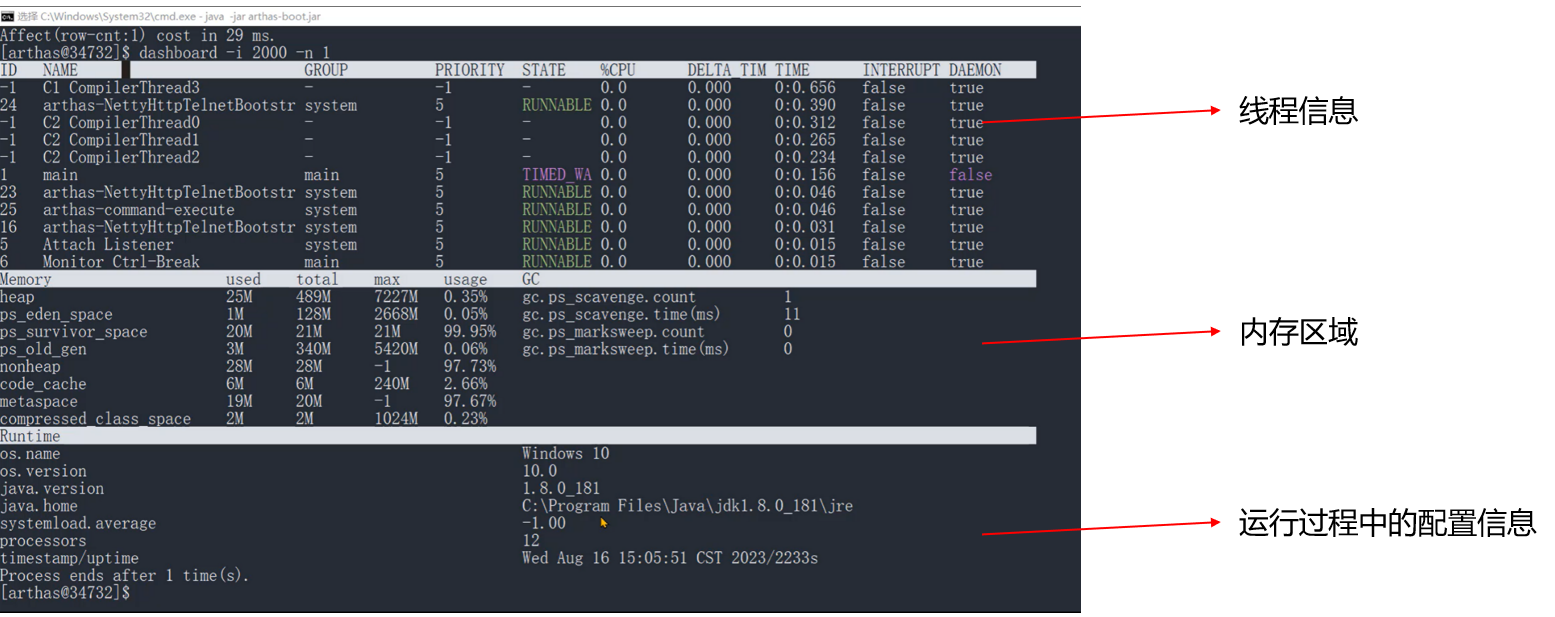 选择 C:\Windows\System32\cmd.exe - java -jar arthas-boot.jar
Affect(row-cnt:1) cost in 29 ms.
[arthas@34732]$ dashboard -i 2000 -n 1
ID NAME GROUP PRIORITY STATE %CPU DELTA_TIM TIME INTERRUPT DAEMON
-1 C1 CompilerThread3 - -1 - 0.0 0.000 0:0.656 false true
24 arthas-NettyHttpTelnetBootstr system 5 RUNNABLE 0.0 0.000 0:0.390 false true
-1 C2 CompilerThread0 - -1 - 0.0 0.000 0:0.312 false true
-1 C2 CompilerThread1 - -1 - 0.0 0.000 0:0.265 false true
-1 C2 CompilerThread2 - -1 - 0.0 0.000 0:0.234 false true
1 main main 5 TIMED_WA 0.0 0.000 0:0.156 false false
23 arthas-NettyHttpTelnetBootstr system 5 RUNNABLE 0.0 0.000 0:0.046 false true
25 arthas-command-execute system 5 RUNNABLE 0.0 0.000 0:0.046 false true
16 arthas-NettyHttpTelnetBootstr system 5 RUNNABLE 0.0 0.000 0:0.031 false true
5 Attach Listener system 5 RUNNABLE 0.0 0.000 0:0.015 false true
6 Monitor Ctrl-Break main 5 RUNNABLE 0.0 0.000 0:0.015 false true
线程信息
Memory used total max usage GC
heap 25M 489M 7227M 0.35% gc.ps_scavenge.count 1
ps_eden_space 1M 128M 2668M 0.05% gc.ps_scavenge.time(ms) 11
ps_survivor_space 20M 21M 21M 99.95% gc.ps_marksweep.count 0
ps_old_gen 3M 340M 5420M 0.06% gc.ps_marksweep.time(ms) 0
nonheap 28M 28M -1 97.73%
code_cache 6M 6M 240M 2.66%
metaspace 19M 20M -1 97.67%
compressed_class_space 2M 2M 1024M 0.23%
内存区域
Runtime
os.name Windows 10
os.version 10.0
java.version 1.8.0_181
java.home C:\Program Files\Java\jdk1.8.0_181\jre
systemload.average -1.00
processors 12
timestamp/uptime Wed Aug 16 15:05:51 CST 2023/2233s
运行过程中的配置信息
Process ends after 1 time(s).
[arthas@34732]$